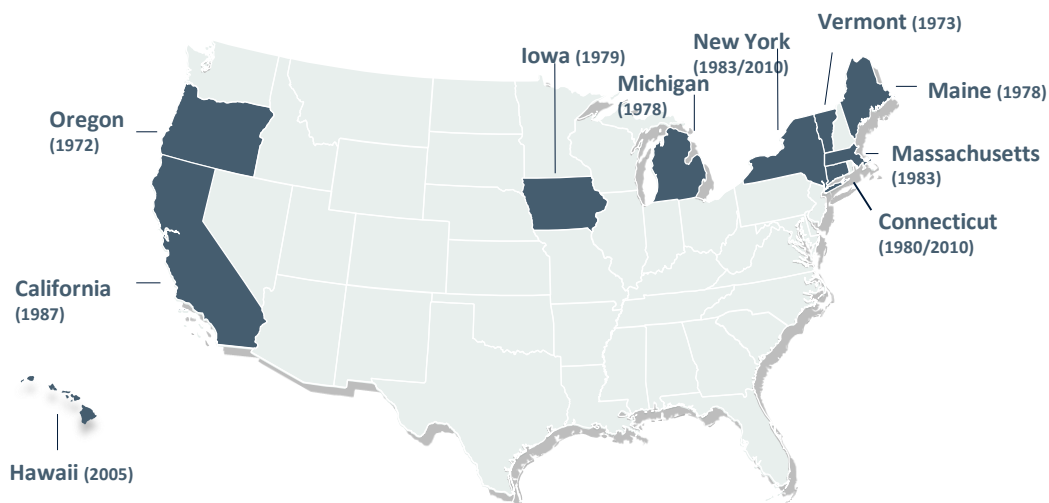 Vermont (1973)
New York
(1983/2010)
Iowa (1979)
Michigan
(1978)
Maine (1978)
Oregon
(1972)
Massachusetts
(1983)
Connecticut
(1980/2010)
California
(1987)
Hawaii (2005)